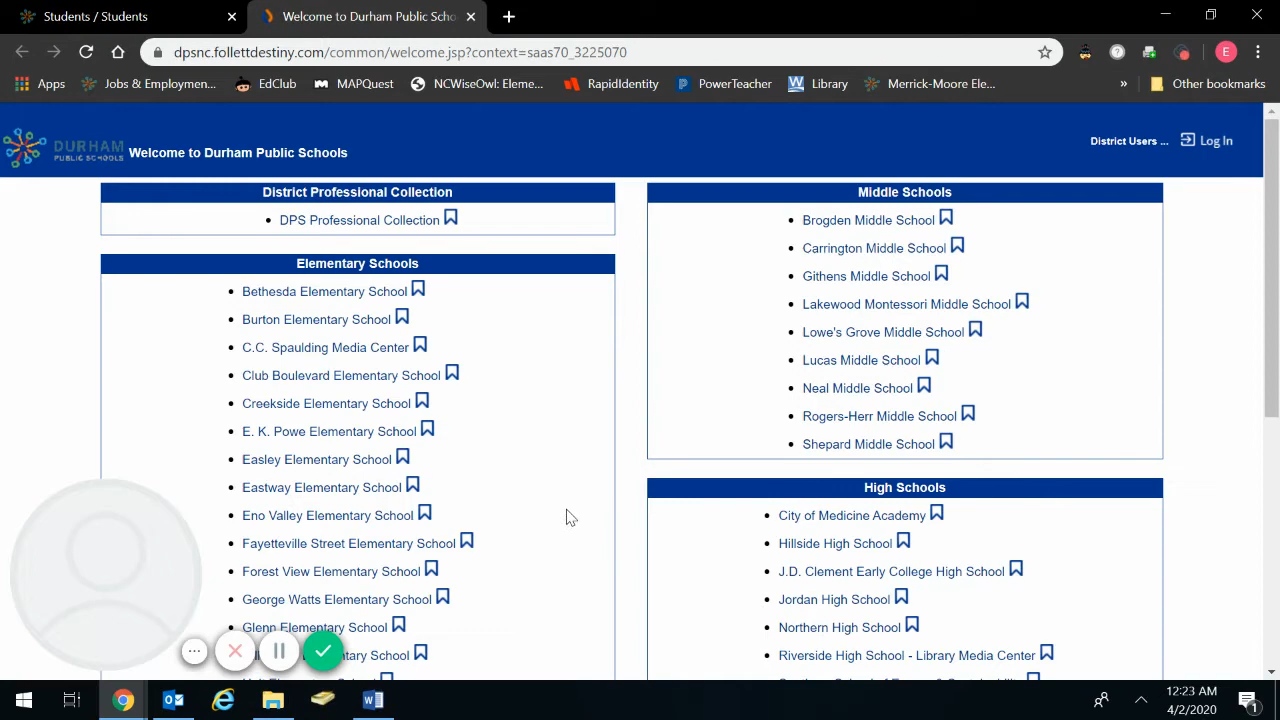 Students / Students
Welcome to Durham Public Scho
dpsnc.follettdestiny.com/common/welcome.jsp?context=saas70_3225070
E
Apps
Jobs & Employmen...
EdClub
MAPQuest
NCWiseOwl: Eleme...
RapidIdentity
PowerTeacher
Library
Merrick-Moore Ele...
»
Other bookmarks
DURHAM
PUBLIC SCHOOLS
Welcome to Durham Public Schools
District Users ...
Log In
District Professional Collection
DPS Professional Collection
Elementary Schools
Bethesda Elementary School
Burton Elementary School
C.C. Spaulding Media Center
Club Boulevard Elementary School
Creekside Elementary School
E. K. Powe Elementary School
Easley Elementary School
Eastway Elementary School
Eno Valley Elementary School
Fayetteville Street Elementary School
Forest View Elementary School
George Watts Elementary School
Glenn Elementary School
School
Middle Schools
Brogden Middle School
Carrington Middle School
Githens Middle School
Lakewood Montessori Middle School
Lowe's Grove Middle School
Lucas Middle School
Neal Middle School
Rogers-Herr Middle School
Shepard Middle School
High Schools
City of Medicine Academy
Hillside High School
J.D. Clement Early College High School
Jordan High School
Northern High School
Riverside High School - Library Media Center
12:23 AM
4/2/2020
1